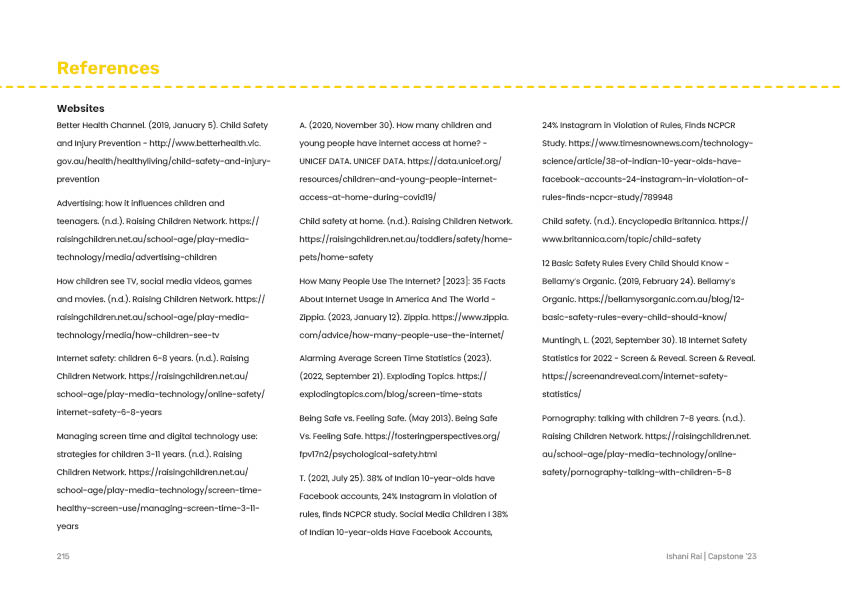 References
Websites
Better Health Channel. (2019, January 5). Child Safety
and Injury Prevention - http://www.betterhealth.vic.
gov.au/health/healthyliving/child-safety-and-injury-
prevention
Advertising: how it influences children and
teenagers. (n.d.). Raising Children Network. https://
raisingchildren.net.au/school-age/play-media-
technology/media/advertising-children
How children see TV, social media videos, games
and movies. (n.d.). Raising Children Network. https://
raisingchildren.net.au/school-age/play-media-
technology/media/how-children-see-tv
Internet safety: children 6-8 years. (n.d.). Raising
Children Network. https://raisingchildren.net.au/
school-age/play-media-technology/online-safety/
internet-safety-6-8-years
Managing screen time and digital technology use:
strategies for children 3-11 years. (n.d.). Raising
Children Network. https://raisingchildren.net.au/
school-age/play-media-technology/screen-time-
healthy-screen-use/managing-screen-time-3-11-
years
A. (2020, November 30). How many children and
young people have internet access at home? -
UNICEF DATA. UNICEF DATA. https://data.unicef.org/
resources/children-and-young-people-internet-
access-at-home-during-covid19/
Child safety at home. (n.d.). Raising Children Network.
https://raisingchildren.net.au/toddlers/safety/home-
pets/home-safety
How Many People Use The Internet? [2023]: 35 Facts
About Internet Usage In America And The World -
Zippia. (2023, January 12). Zippia. https://www.zippia.
com/advice/how-many-people-use-the-internet/
Alarming Average Screen Time Statistics (2023).
(2022, September 21). Exploding Topics. https://
explodingtopics.com/blog/screen-time-stats
Being Safe vs. Feeling Safe. (May 2013). Being Safe
Vs. Feeling Safe. https://fosteringperspectives.org/
fpv17n2/psychological-safety.html
T. (2021, July 25). 38% of Indian 10-year-olds have
Facebook accounts, 24% Instagram in violation of
rules, finds NCPCR study. Social Media Children I 38%
of Indian 10-year-olds Have Facebook Accounts,
24% Instagram in Violation of Rules, Finds NCPCR
Study. https://www.timesnownews.com/technology-
science/article/38-of-indian-10-year-olds-have-
facebook-accounts-24-instagram-in-violation-of-
rules-finds-ncpcr-study/789948
Child safety. (n.d.). Encyclopedia Britannica. https://
www.britannica.com/topic/child-safety
12 Basic Safety Rules Every Child Should Know -
Bellamy's Organic. (2019, February 24). Bellamy's
Organic. https://bellamysorganic.com.au/blog/12-
basic-safety-rules-every-child-should-know/
Muntingh, L. (2021, September 30). 18 Internet Safety
Statistics for 2022 - Screen & Reveal. Screen & Reveal.
https://screenandreveal.com/internet-safety-
statistics/
Pornography: talking with children 7-8 years. (n.d.).
Raising Children Network. https://raisingchildren.net.
au/school-age/play-media-technology/online-
safety/pornography-talking-with-children-5-8
215
Ishani Rai | Capstone '23